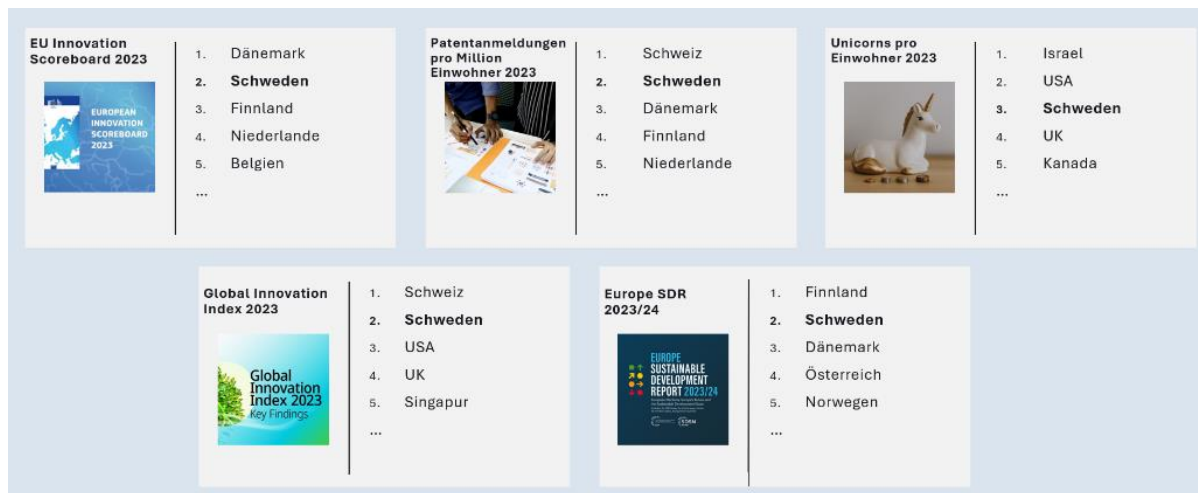 EU Innovation
Scoreboard 2023
EUROPEAN
INNOVATION
SCOREBOARD
2023
1. Dänemark
2. Schweden
3. Finnland
4. Niederlande
5. Belgien
...
Patentanmeldungen
pro Million
Einwohner 2023
1. Schweiz
2. Schweden
3. Dänemark
4. Finnland
5. Niederlande
...
Unicorns pro
Einwohner 2023
1. Israel
2. USA
3. Schweden
4. UK
5. Kanada
...
Global Innovation
Index 2023
Global
Innovation
Index 2023
Key Findings
1. Schweiz
2. Schweden
3. USA
4. UK
5. Singapur
...
Europe SDR
2023/24
EUROPE
SUSTAINABLE
DEVELOPMENT
REPORT 2023/24
1. Finnland
2. Schweden
3. Dänemark
4. Österreich
5. Norwegen
...